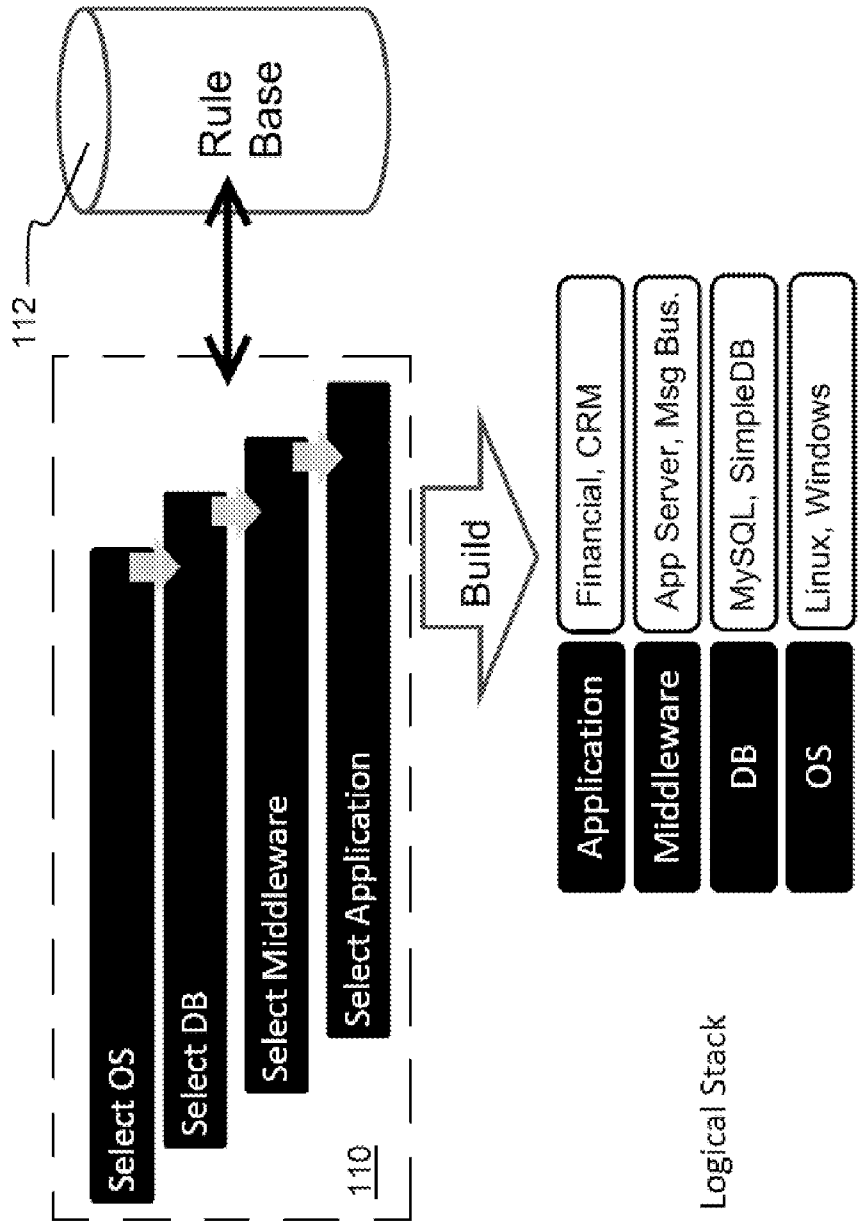 112
Rule
Base
Select OS
Select DB
Select Middleware
Select Application
110
Build
Application
Financial, CRM
Middleware
App Server, Msg Bus.
DB
MySQL, SimpleDB
OS
Linux, Windows
Logical Stack